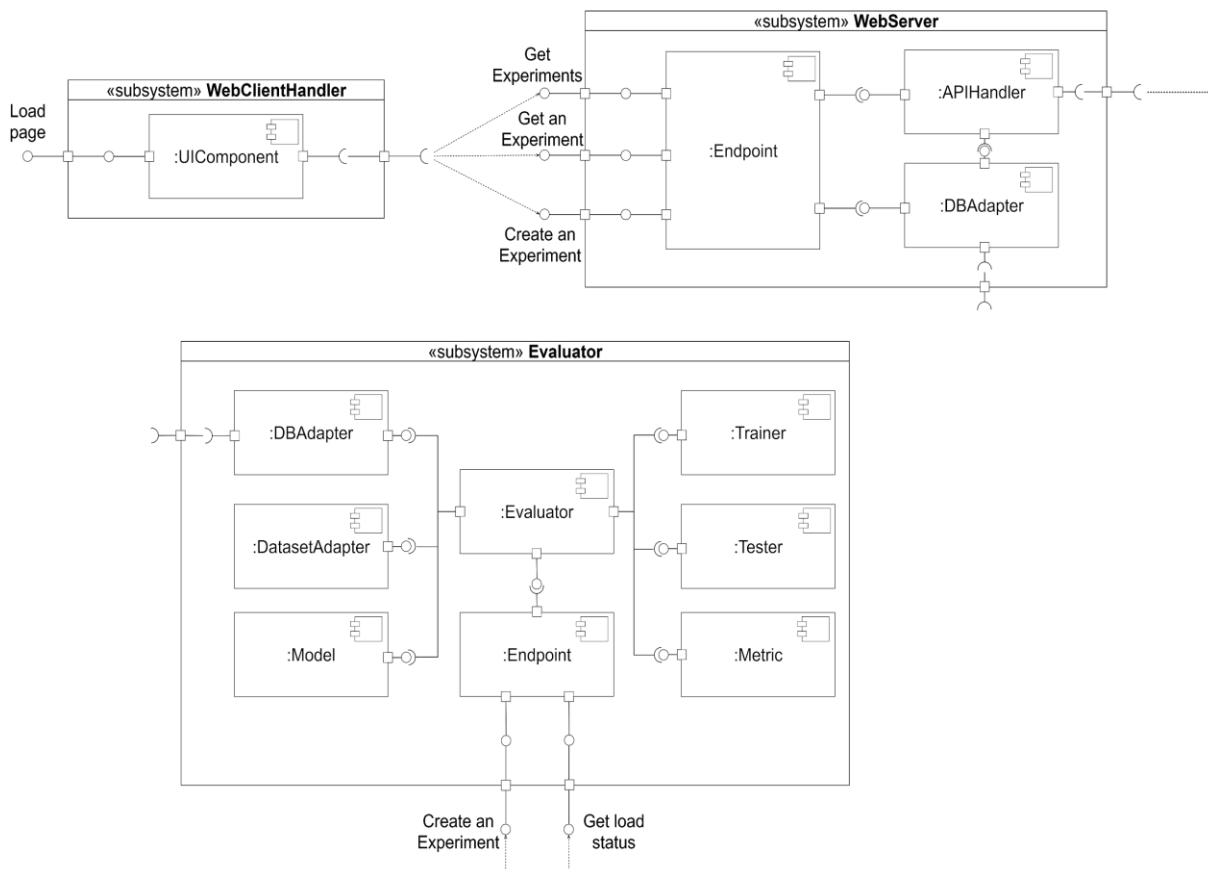 «subsystem» WebServer
Get
Experiments
«subsystem» WebClientHandler
:APIHandler
Load
page
Get an
Experiment
:UIComponent
:Endpoint
:DBAdapter
Create an
Experiment
«subsystem» Evaluator
:DBAdapter
:Trainer
:Evaluator
:DatasetAdapter
:Tester
:Model
:Endpoint
:Metric
Create an
Experiment
Get load
status